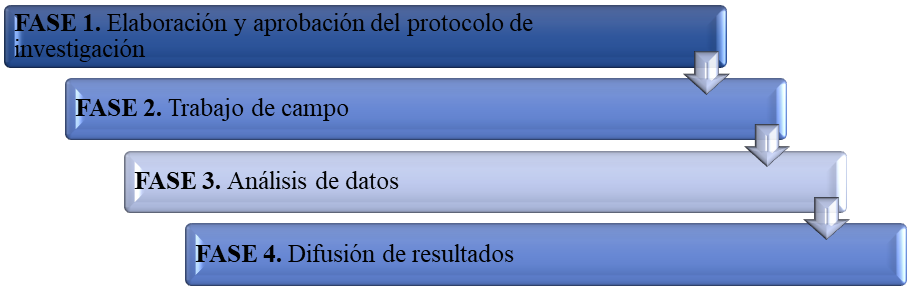 FASE 1. Elaboración y aprobación del protocolo de
investigación
FASE 2. Trabajo de campo
FASE 3. Análisis de datos
FASE 4. Difusión de resultados